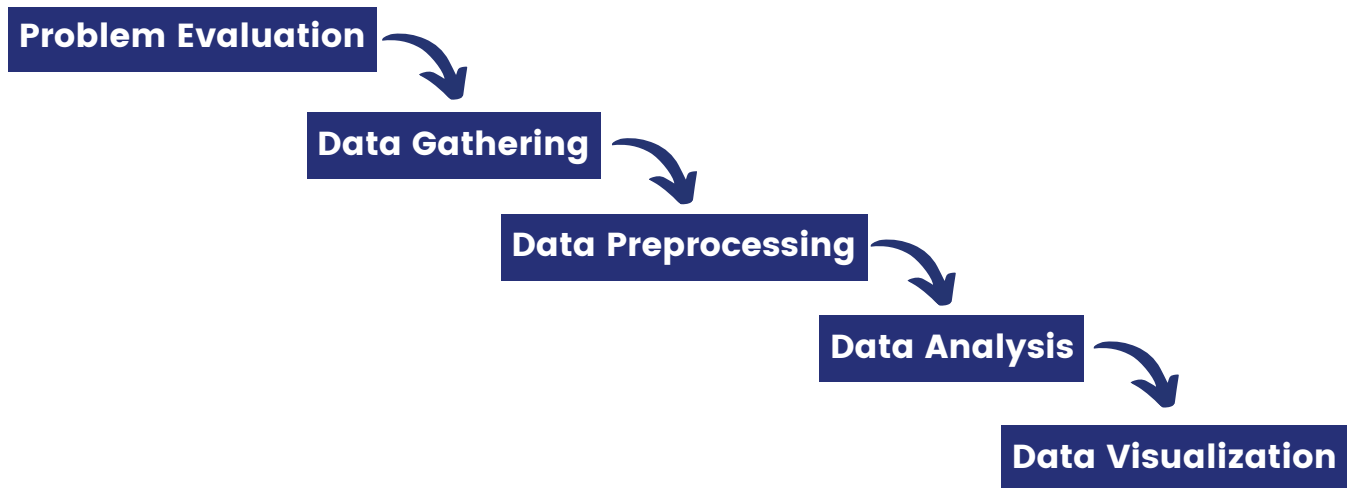 Problem Evaluation
Data Gathering
Data Preprocessing
Data Analysis
Data Visualization